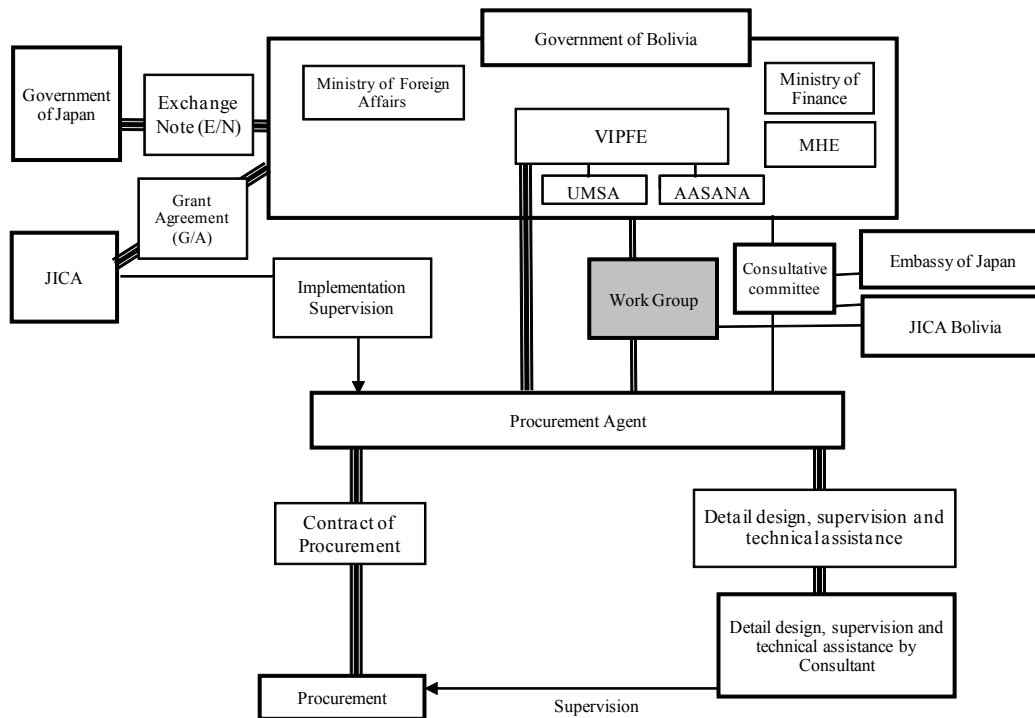 Government of Bolivia
Government
of Japan
Exchange
Note (E/N)
Ministry of Foreign
Affairs
Ministry of
Finance
VIPFE
MHE
UMSA
AASANA
Grant
Agreement
(G/A)
JICA
Implementation
Supervision
Work Group
Consultative
committee
Embassy of Japan
JICA Bolivia
Procurement Agent
Contract of
Procurement
Detail design, supervision and
technical assistance
Detail design, supervision and
technical assistance by
Consultant
Procurement
Supervision